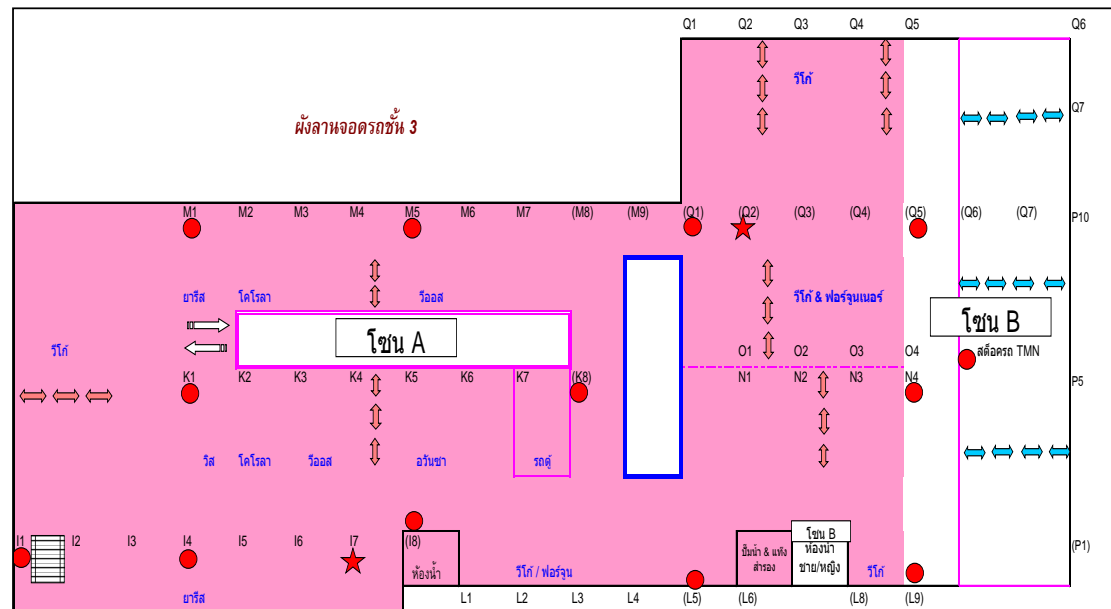 Q1 Q2 Q3 Q4 Q5 Q6
วีโก้
Q7
ผังลานจอดรถชั้น 3
M1 M2 M3 M4 M5 M6 M7 (M8) (M9) (Q1) (Q2) (Q3) (Q4) (Q5) (Q6) (Q7) P10
ยารีส โคโรลา วีออส วีโก้ & ฟอร์จูนเนอร์
โซน B
โซน A
วีโก้ O1 O2 O3 O4 สต็อครถ TMN
K1 K2 K3 K4 K5 K6 K7 (K8) N1 N2 N3 N4 P5
วิส โคโรลา วีออส อวันซา รถตู้
โซน B
I1 I2 I3 I4 I5 I6 I7 (I8) (P1)
ปั๊มน้ำ & แท้ง
สำรอง
ห้องน้ำ
ชาย/หญิง
ห้องน้ำ วีโก้ / ฟอร์จูน วีโก้
ยารีส L1 L2 L3 L4 (L5) (L6) (L8) (L9)